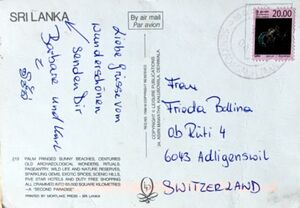 SRI LANKA
By air mail
Par avion
20.00
Liebe Grüsse vom
wunderschönen
senden Dir
Barbara und Karl
Frau
Frieda Bellina
Ob Rüti 4
6043 Adligenswil
SWITZERLAND
PALM FRINGED SUNNY BEACHES, CENTURIES
OLD ARCHAEOLOGICAL WONDERS, RITUALS,
PAGEANTRY, WILD LIFE AND NATURE RESERVES,
SPARKLING GEMS, EXOTIC SPICES, SCENIC HILLS,
FIVE STAR HOTELS AND DUTY FREE SHOPPING
ALL CRAMMED INTO 65,500 SQUARE KILOMETRES
- A "SECOND PARADISE"